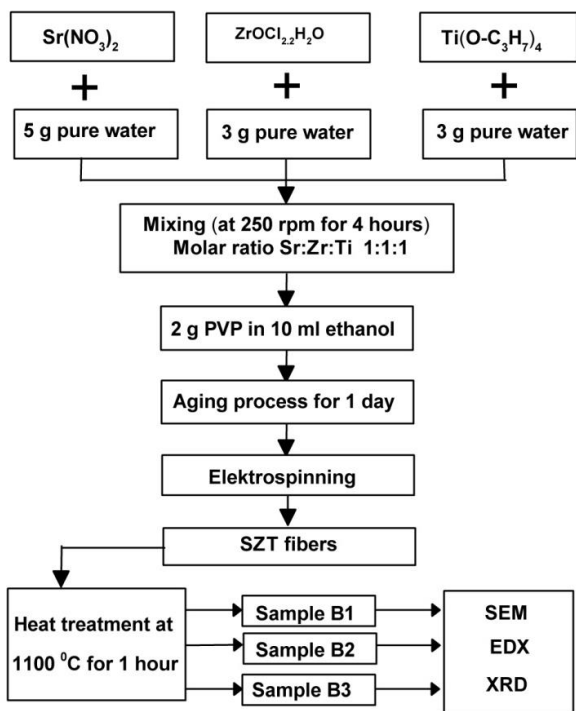 Sr(NO₃)₂
ZrOCl₂.₂H₂O
Ti(O-C₃H₇)₄
+
+
+
5 g pure water
3 g pure water
3 g pure water
Mixing (at 250 rpm for 4 hours)
Molar ratio Sr:Zr:Ti 1:1:1
2 g PVP in 10 ml ethanol
Aging process for 1 day
Elektrospinning
SZT fibers
Heat treatment at
1100 ⁰C for 1 hour
Sample B1
Sample B2
Sample B3
SEM
EDX
XRD